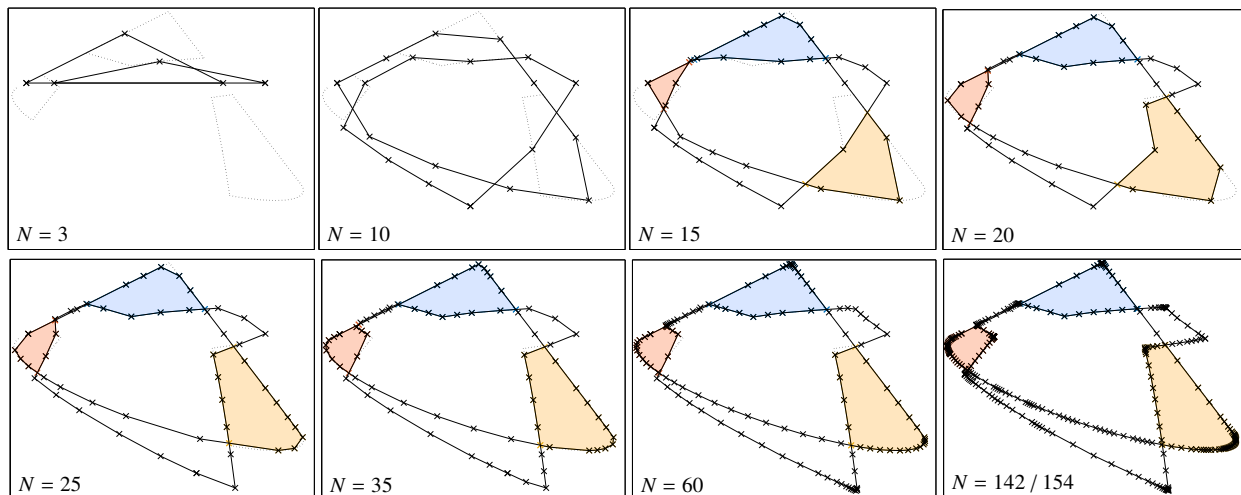 N = 3
N = 10
N = 15
N = 20
N = 25
N = 35
N = 60
N = 142 / 154